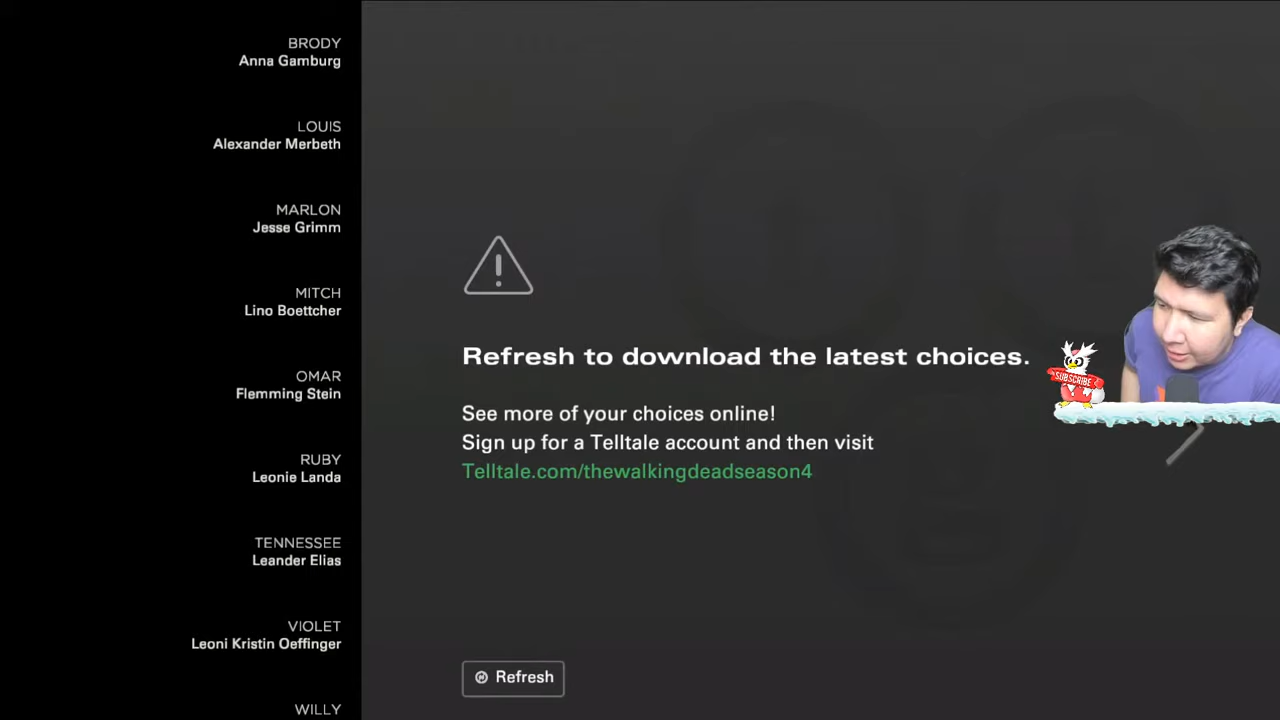 BRODY
Anna Gamburg
LOUIS
Alexander Merbeth
MARLON
Jesse Grimm
MITCH
Lino Boettcher
OMAR
Flemming Stein
RUBY
Leonie Landa
TENNESSEE
Leander Elias
VIOLET
Leoni Kristin Oeffinger
WILLY
Refresh to download the latest choices.
See more of your choices online!
Sign up for a Telltale account and then visit
Telltale.com/thewalkingdeadseason4
Refresh
SUBSCRIBE